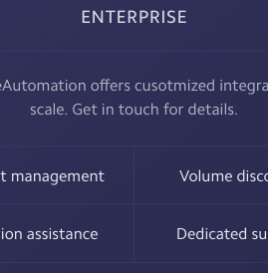 ENTERPRISE
eAutomation offers cusotmized integra
scale. Get in touch for details.
t management Volume disco
ion assistance Dedicated su